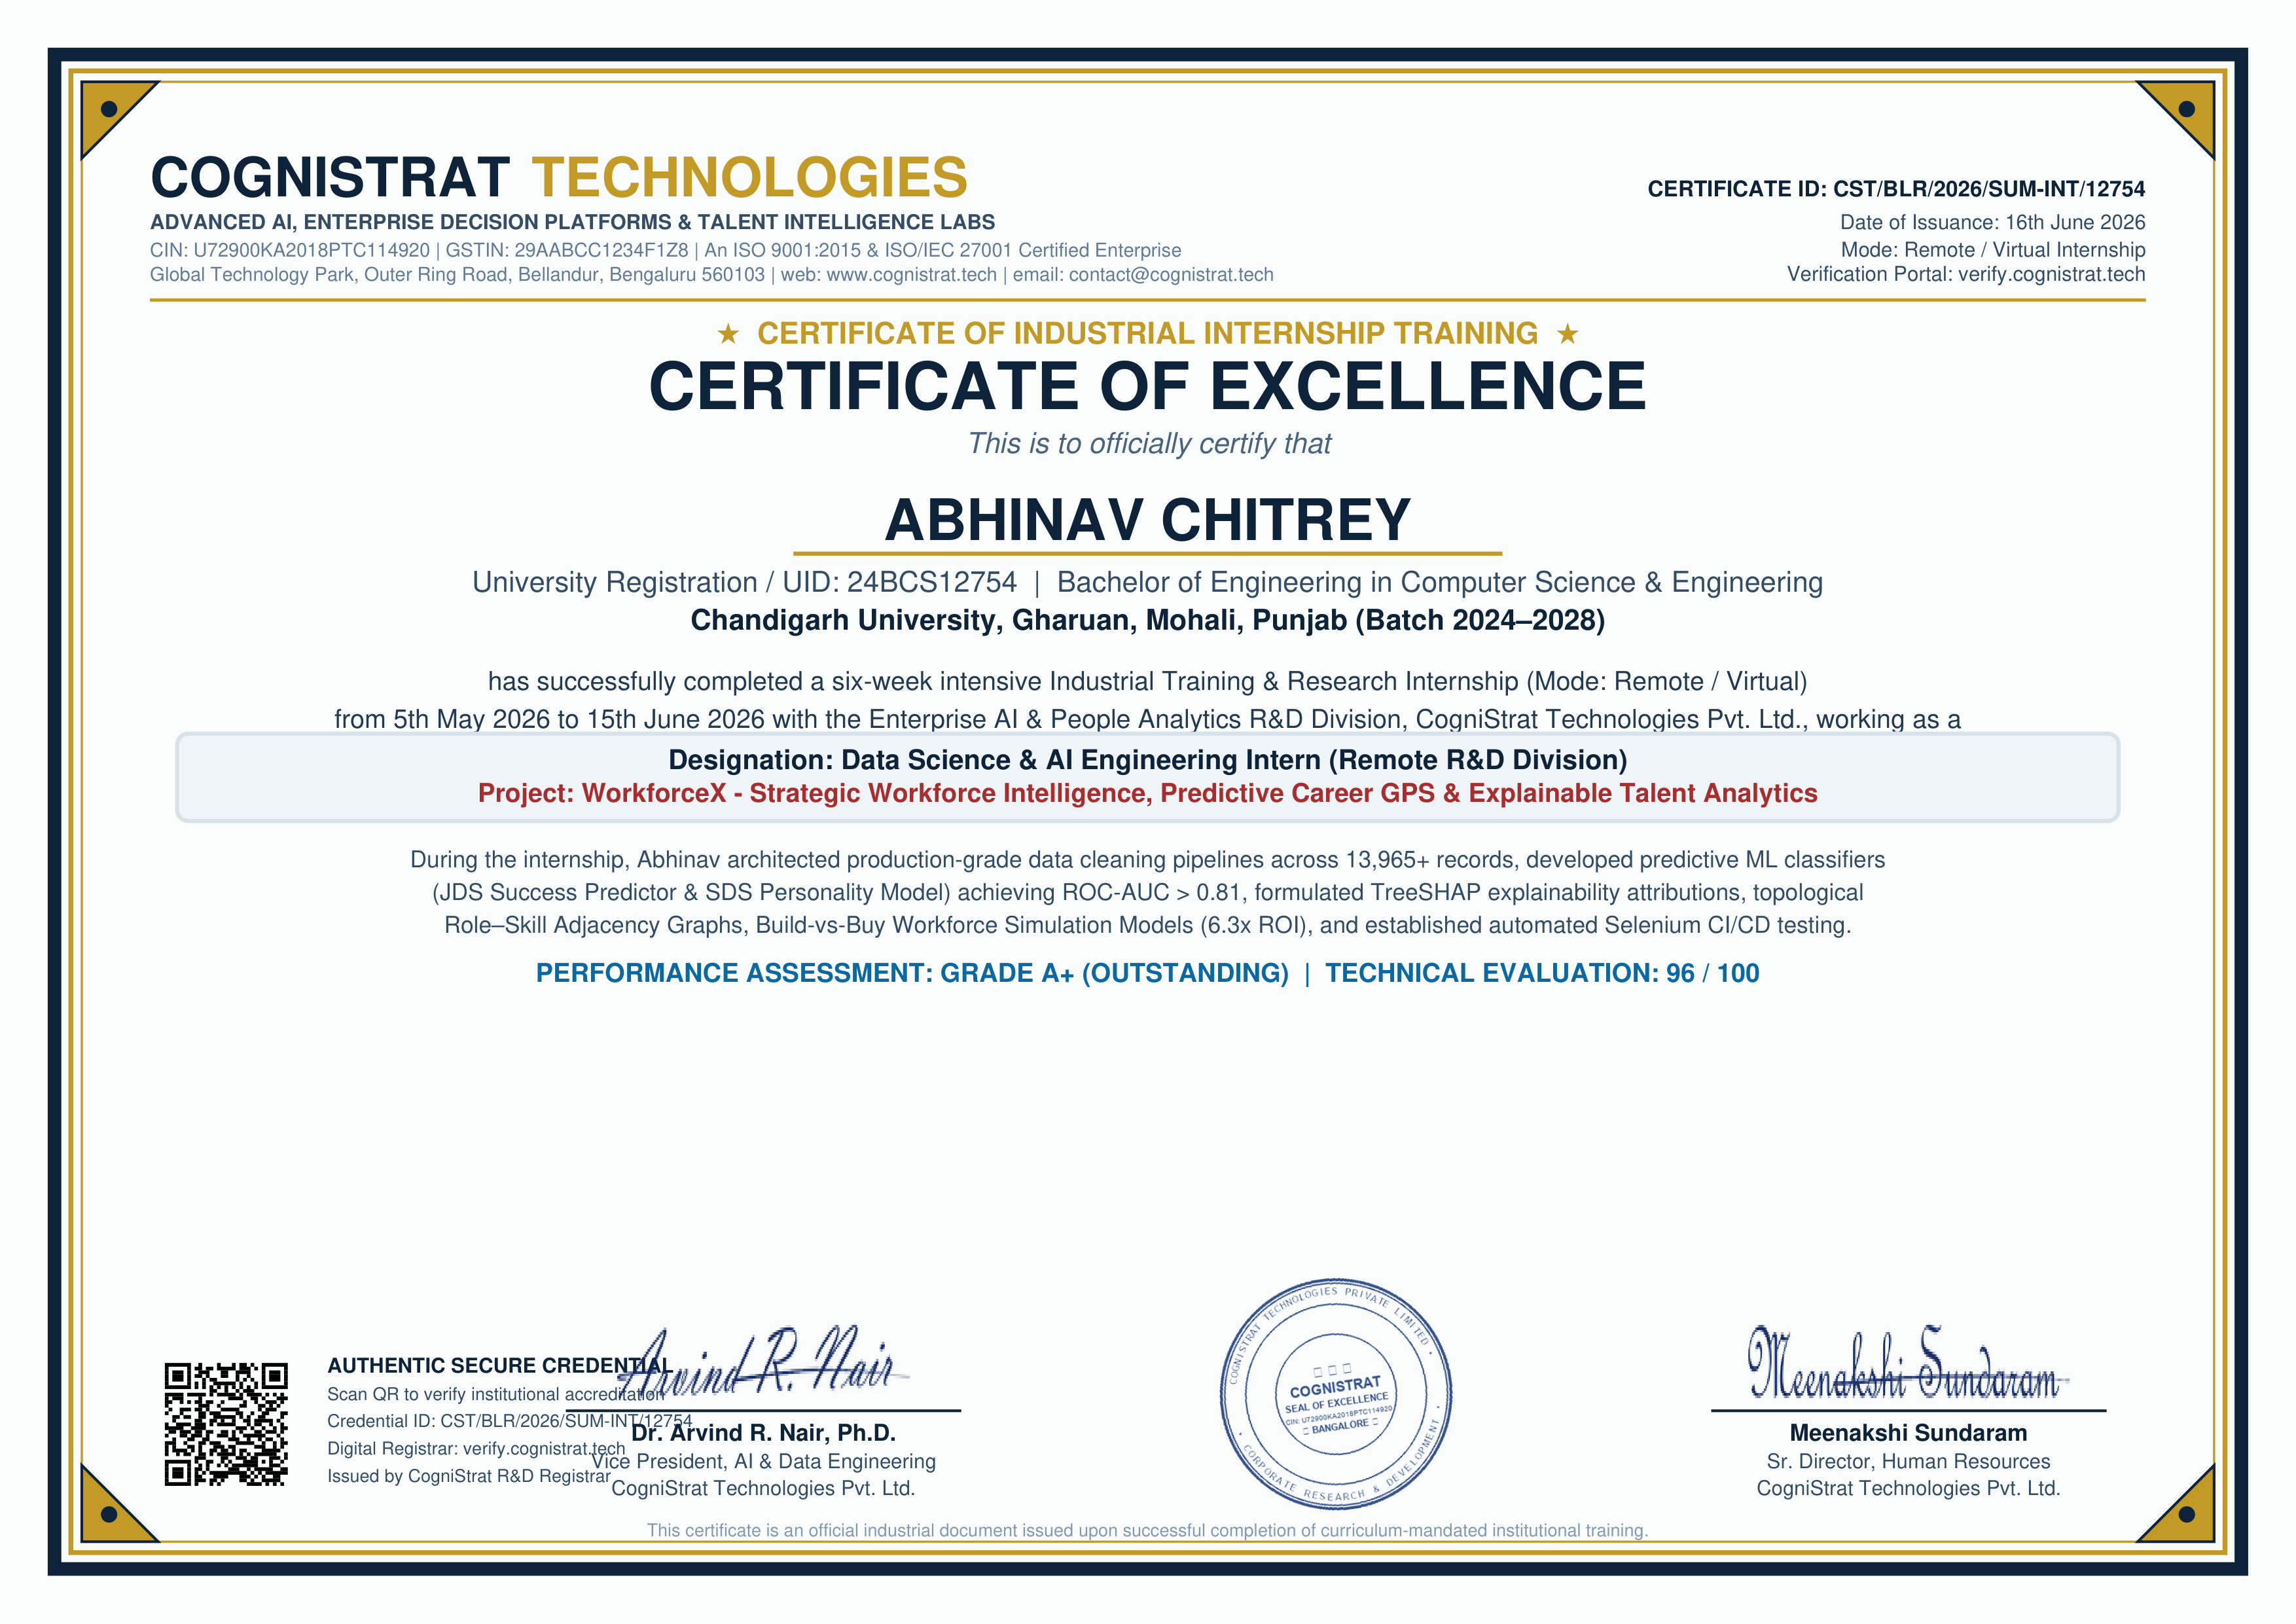 COGNISTRAT TECHNOLOGIES
ADVANCED AI, ENTERPRISE DECISION PLATFORMS & TALENT INTELLIGENCE LABS
CIN: U72900KA2018PTC114920 | GSTIN: 29AABCC1234F1Z8 | An ISO 9001:2015 & ISO/IEC 27001 Certified Enterprise
Global Technology Park, Outer Ring Road, Bellandur, Bengaluru 560103 | web: www.cognistrat.tech | email: contact@cognistrat.tech
CERTIFICATE ID: CST/BLR/2026/SUM-INT/12754
Date of Issuance: 16th June 2026
Mode: Remote / Virtual Internship
Verification Portal: verify.cognistrat.tech
★ CERTIFICATE OF INDUSTRIAL INTERNSHIP TRAINING ★
CERTIFICATE OF EXCELLENCE
This is to officially certify that
ABHINAV CHITREY
University Registration / UID: 24BCS12754 | Bachelor of Engineering in Computer Science & Engineering
Chandigarh University, Gharuan, Mohali, Punjab (Batch 2024–2028)
has successfully completed a six-week intensive Industrial Training & Research Internship (Mode: Remote / Virtual)
from 5th May 2026 to 15th June 2026 with the Enterprise AI & People Analytics R&D Division, CogniStrat Technologies Pvt. Ltd., working as a
Designation: Data Science & AI Engineering Intern (Remote R&D Division)
Project: WorkforceX - Strategic Workforce Intelligence, Predictive Career GPS & Explainable Talent Analytics
During the internship, Abhinav architected production-grade data cleaning pipelines across 13,965+ records, developed predictive ML classifiers
(JDS Success Predictor & SDS Personality Model) achieving ROC-AUC > 0.81, formulated TreeSHAP explainability attributions, topological
Role–Skill Adjacency Graphs, Build-vs-Buy Workforce Simulation Models (6.3x ROI), and established automated Selenium CI/CD testing.
PERFORMANCE ASSESSMENT: GRADE A+ (OUTSTANDING) | TECHNICAL EVALUATION: 96 / 100
AUTHENTIC SECURE CREDENTIAL
Scan QR to verify institutional accreditation
Credential ID: CST/BLR/2026/SUM-INT/12754
Digital Registrar: verify.cognistrat.tech
Issued by CogniStrat R&D Registrar
Arvind R. Nair
Dr. Arvind R. Nair, Ph.D.
Vice President, AI & Data Engineering
CogniStrat Technologies Pvt. Ltd.
COGNISTRAT TECHNOLOGIES PRIVATE LIMITED •
COGNISTRAT
SEAL OF EXCELLENCE
CIN: U72900KA2018PTC114920
BANGALORE
• CORPORATE RESEARCH & DEVELOPMENT •
Meenakshi Sundaram
Meenakshi Sundaram
Sr. Director, Human Resources
CogniStrat Technologies Pvt. Ltd.
This certificate is an official industrial document issued upon successful completion of curriculum-mandated institutional training.